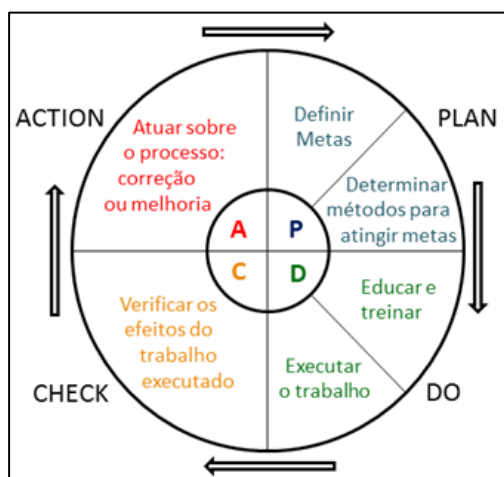 ACTION
PLAN
Atuar sobre
o processo:
correção
ou melhoria
Definir
Metas
Determinar
métodos para
atingir metas
A
P
C
D
Educar e
treinar
Executar
o trabalho
Verificar os
efeitos do
trabalho
executado
CHECK
DO